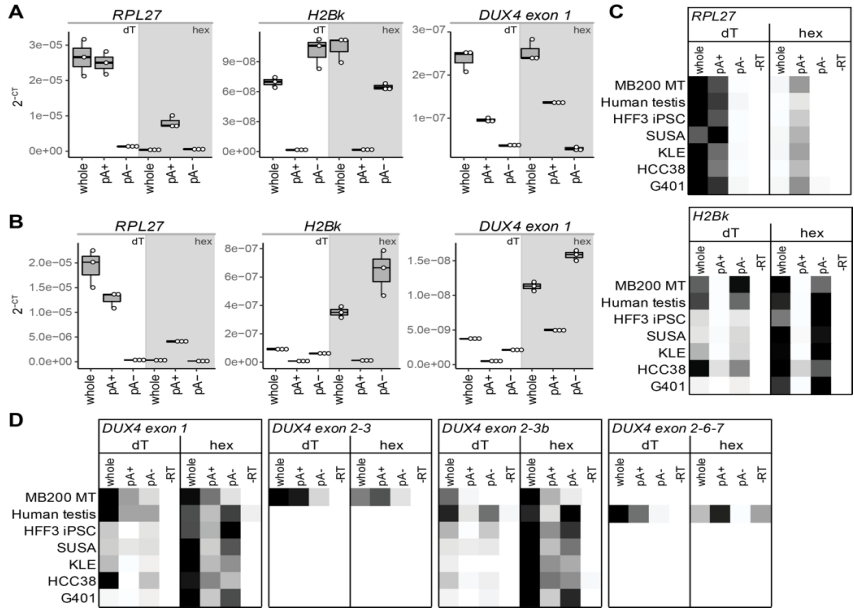 A
RPL27
H2Bk
DUX4 exon 1
dT
hex
dT
hex
dT
hex
2-CT
3e-05
1e-05
1e-05
0e+00
9e-08
6e-08
3e-08
0e+00
3e-07
2e-07
1e-07
whole
pA+
pA−
whole
pA+
pA−
whole
pA+
pA−
whole
pA+
pA−
whole
pA+
pA−
whole
pA+
pA−
B
RPL27
H2Bk
DUX4 exon 1
dT
hex
dT
hex
dT
hex
2-CT
2.0e−05
1.5e−05
1.0e−05
5.0e−06
0.0e+00
8e−07
6e−07
4e−07
2e−07
0e+00
1.5e−08
1.0e−08
5.0e−09
0.0e+00
whole
pA+
pA−
whole
pA+
pA−
whole
pA+
pA−
whole
pA+
pA−
whole
pA+
pA−
whole
pA+
pA−
C
RPL27
dT
hex
whole
pA+
pA-
-RT
whole
pA+
pA-
-RT
MB200 MT
Human testis
HFF3 iPSC
SUSA
KLE
HCC38
G401
H2Bk
dT
hex
whole
pA+
pA-
-RT
whole
pA+
pA-
-RT
MB200 MT
Human testis
HFF3 iPSC
SUSA
KLE
HCC38
G401
D
DUX4 exon 1
DUX4 exon 2-3
DUX4 exon 2-3b
DUX4 exon 2-6-7
dT
hex
dT
hex
dT
hex
dT
hex
whole
pA+
pA-
-RT
whole
pA+
pA-
-RT
whole
pA+
pA-
-RT
whole
pA+
pA-
-RT
whole
pA+
pA-
-RT
whole
pA+
pA-
-RT
whole
pA+
pA-
-RT
whole
pA+
pA-
-RT
MB200 MT
Human testis
HFF3 iPSC
SUSA
KLE
HCC38
G401